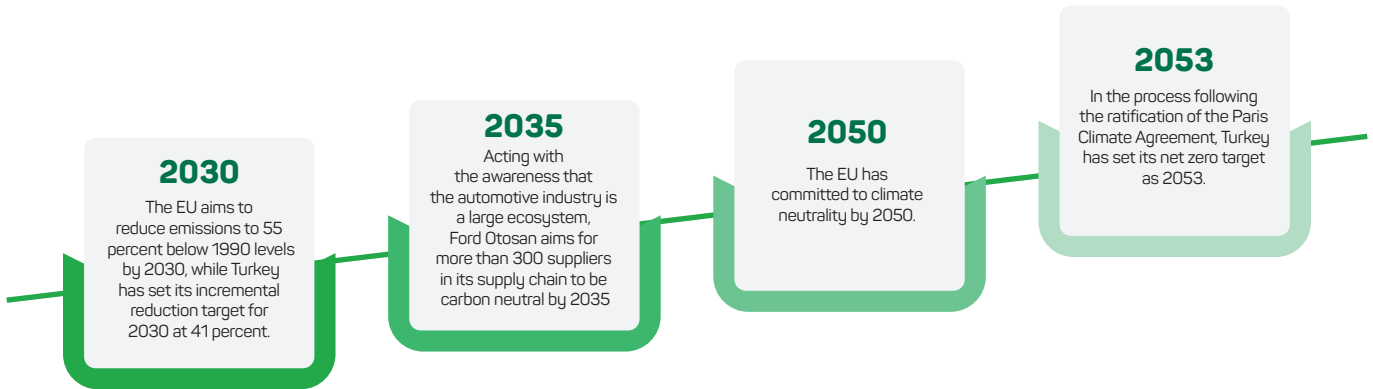 2030
The EU aims to
reduce emissions to 55
percent below 1990 levels
by 2030, while Turkey
has set its incremental
reduction target for
2030 at 41 percent.
2035
Acting with
the awareness that
the automotive industry is
a large ecosystem,
Ford Otosan aims for
more than 300 suppliers
in its supply chain to be
carbon neutral by 2035
2050
The EU has
committed to climate
neutrality by 2050.
2053
In the process following
the ratification of the Paris
Climate Agreement, Turkey
has set its net zero target
as 2053.